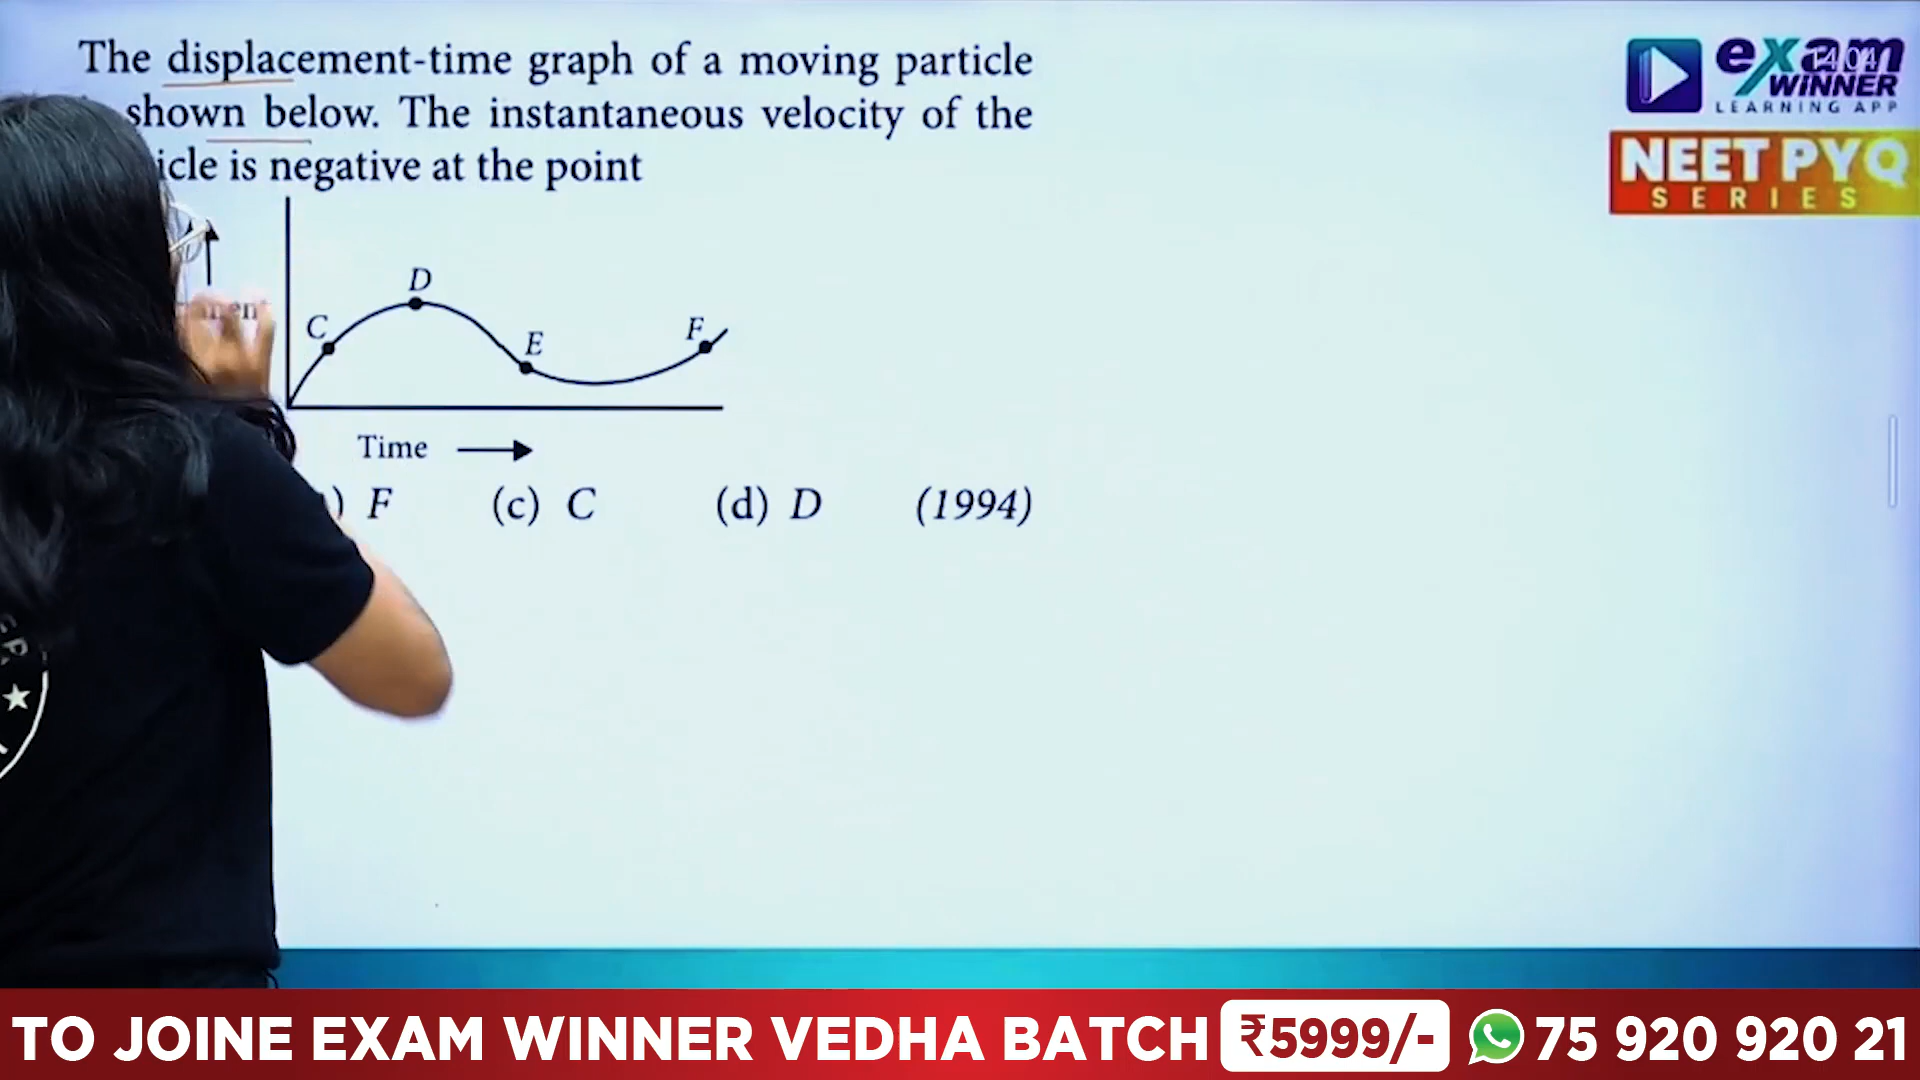 The displacement-time graph of a moving particle
shown below. The instantaneous velocity of the
icle is negative at the point
D
C
E
F
Time
) F (c) C (d) D (1994)
14:04
exam
WINNER
LEARNING APP
NEET PYQ
SERIES
TO JOINE EXAM WINNER VEDHA BATCH ₹5999/- 75 920 920 21